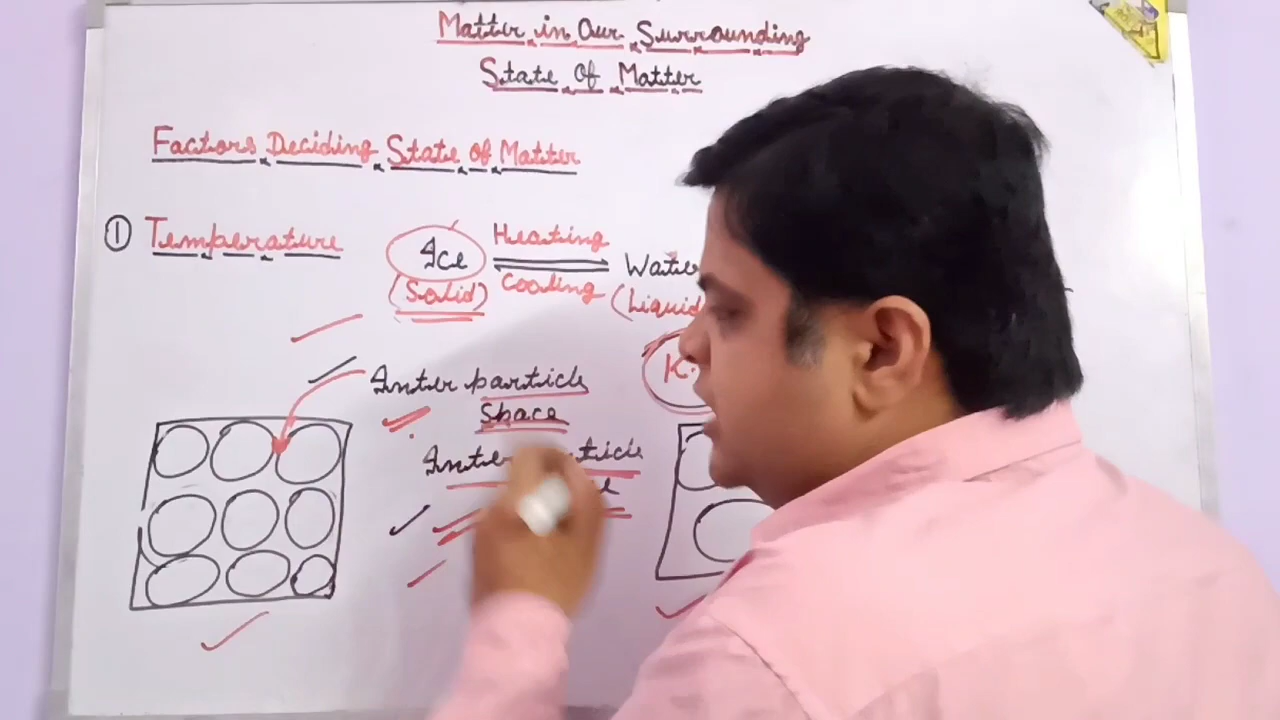 Matter in Our Surrounding
State of Matter
Factors Deciding State of Matter
① Temperature
Ice
Heating
Cooling
Water
(Solid)
(Liquid
K.
Inter particle
Space
Inter